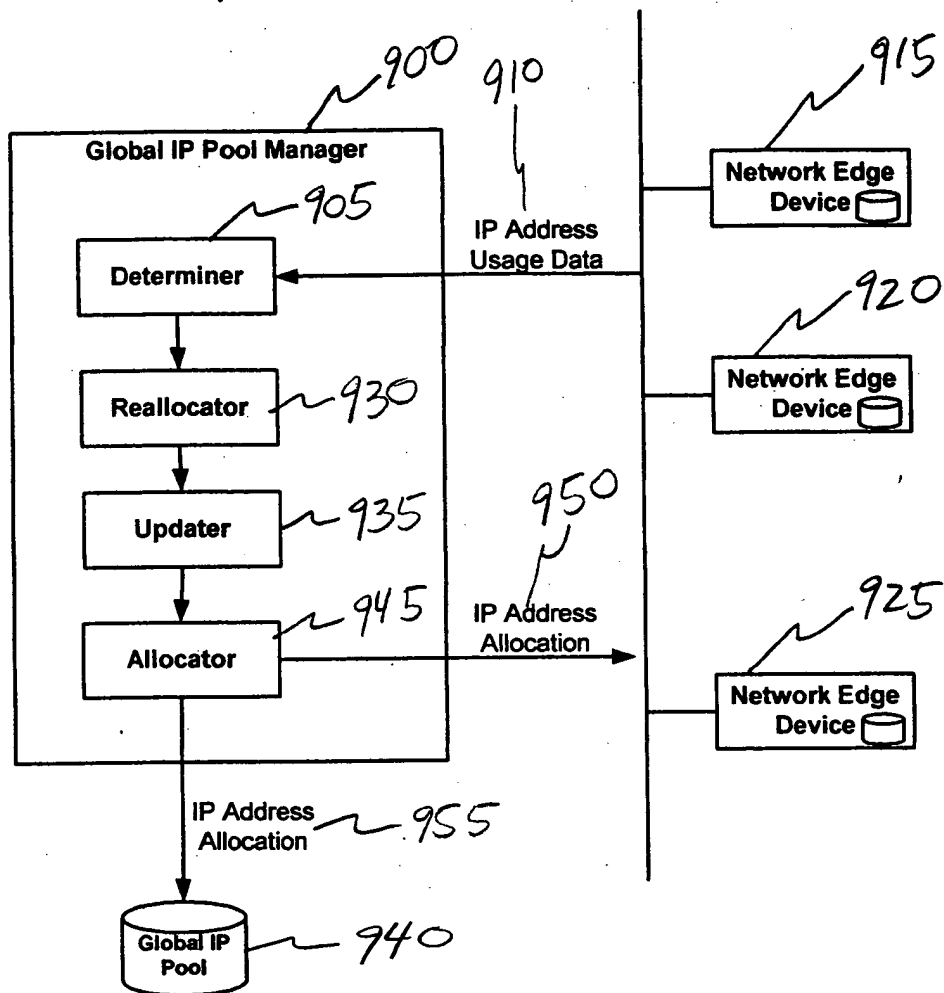 900
910
915
Global IP Pool Manager
Network Edge
Device
905
IP Address
Usage Data
Determiner
920
Network Edge
Device
Reallocator
930
950
Updater
935
925
945
IP Address
Allocation
Allocator
Network Edge
Device
IP Address
Allocation
955
Global IP
Pool
940